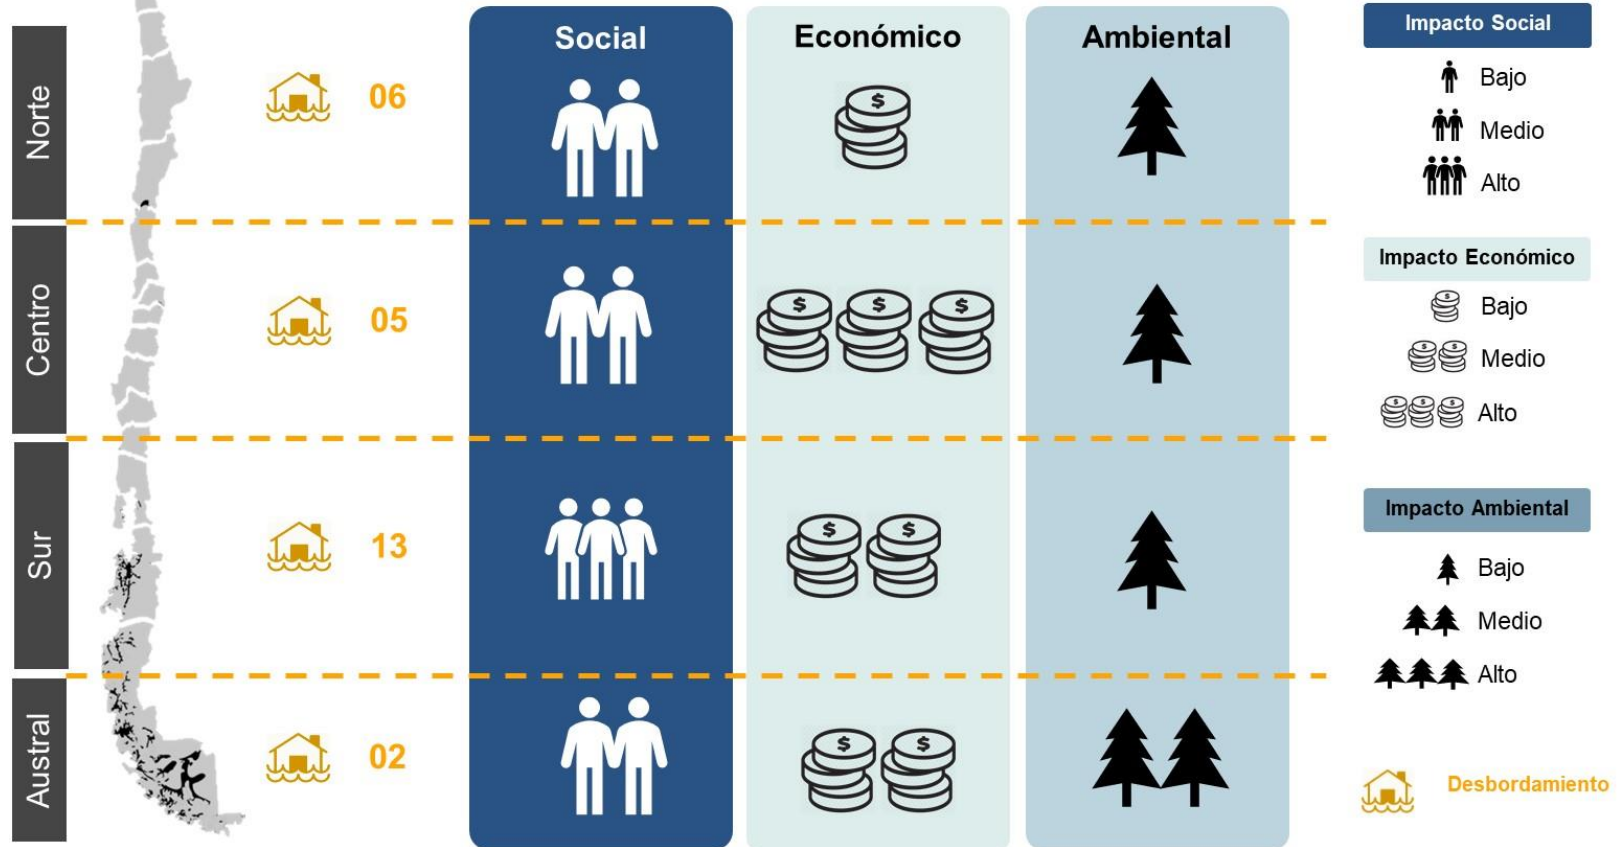 Social
Económico
Ambiental
Norte
06
Centro
05
Sur
13
Austral
02
Impacto Social
Bajo
Medio
Alto
Impacto Económico
Bajo
Medio
Alto
Impacto Ambiental
Bajo
Medio
Alto
Desbordamiento